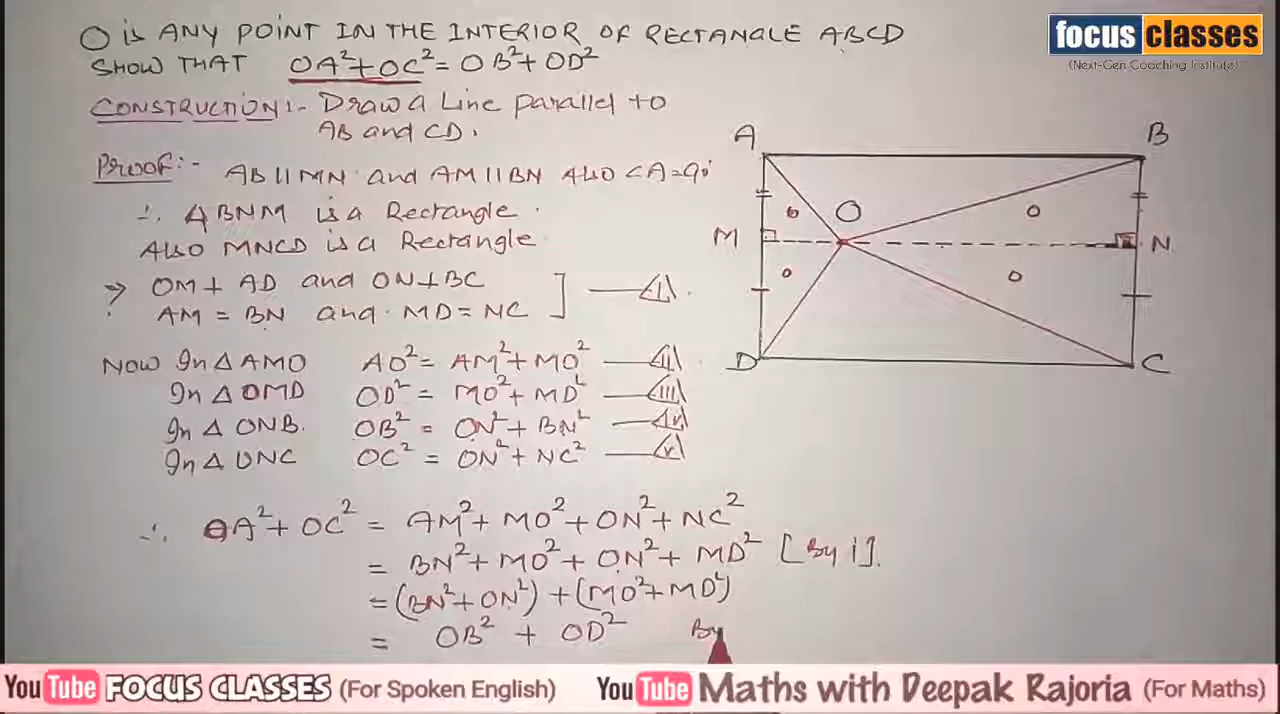 O is ANY POINT IN THE INTERIOR OF RECTANGLE ABCD
SHOW THAT OA²+OC²=OB²+OD²
CONSTRUCTION:- Draw a Line parallel to
AB and CD.
Proof:- AB||MN and AM||BN Also <A=90°
∴ ABNM is a Rectangle.
Also MNCD is a Rectangle
⇒ OM⊥AD and ON⊥BC
: AM = BN and MD = NC ] — (i)
Now In △AMO AO² = AM²+MO² — (ii)
In △OMD OD² = MO²+MD² — (iii)
In △ONB. OB² = ON²+BN² — (iv)
In △ONC OC² = ON²+NC² — (v)
∴ OA²+OC² = AM²+MO²+ON²+NC²
= BN²+MO²+ON²+MD² [By i].
=(BN²+ON²)+(MO²+MD²)
= OB² + OD² By
A
B
O
M
N
D
C
focus classes
(Next-Gen Coaching Institute)
YouTube FOCUS CLASSES (For Spoken English) YouTube Maths with Deepak Rajoria (For Maths)